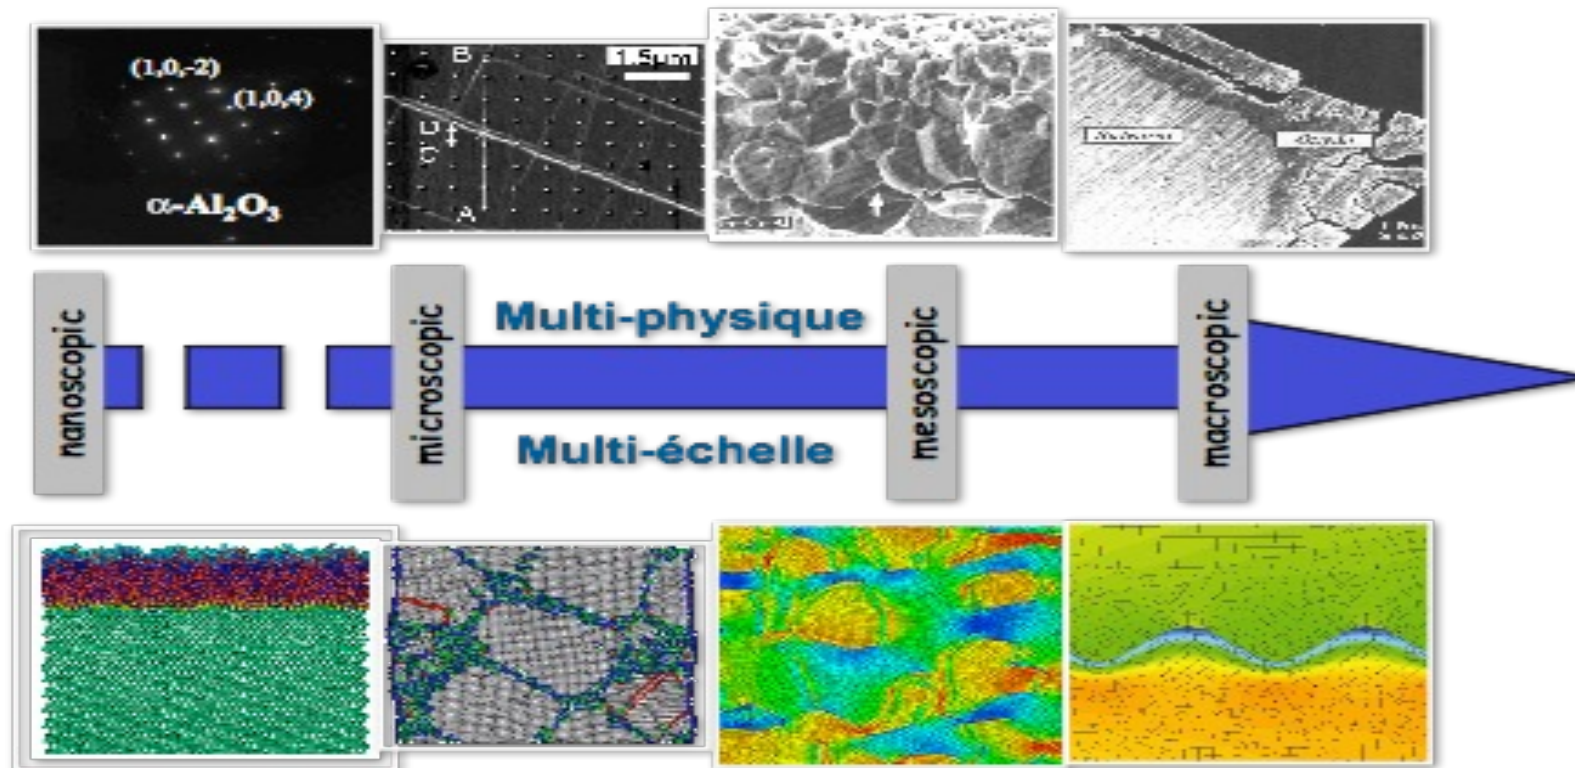 (1,0,-2)
(1,0,4)
α-Al₂O₃
1.5µm
B
D
C
A
nanoscopic
microscopic
Multi-physique
Multi-échelle
mesoscopic
macroscopic